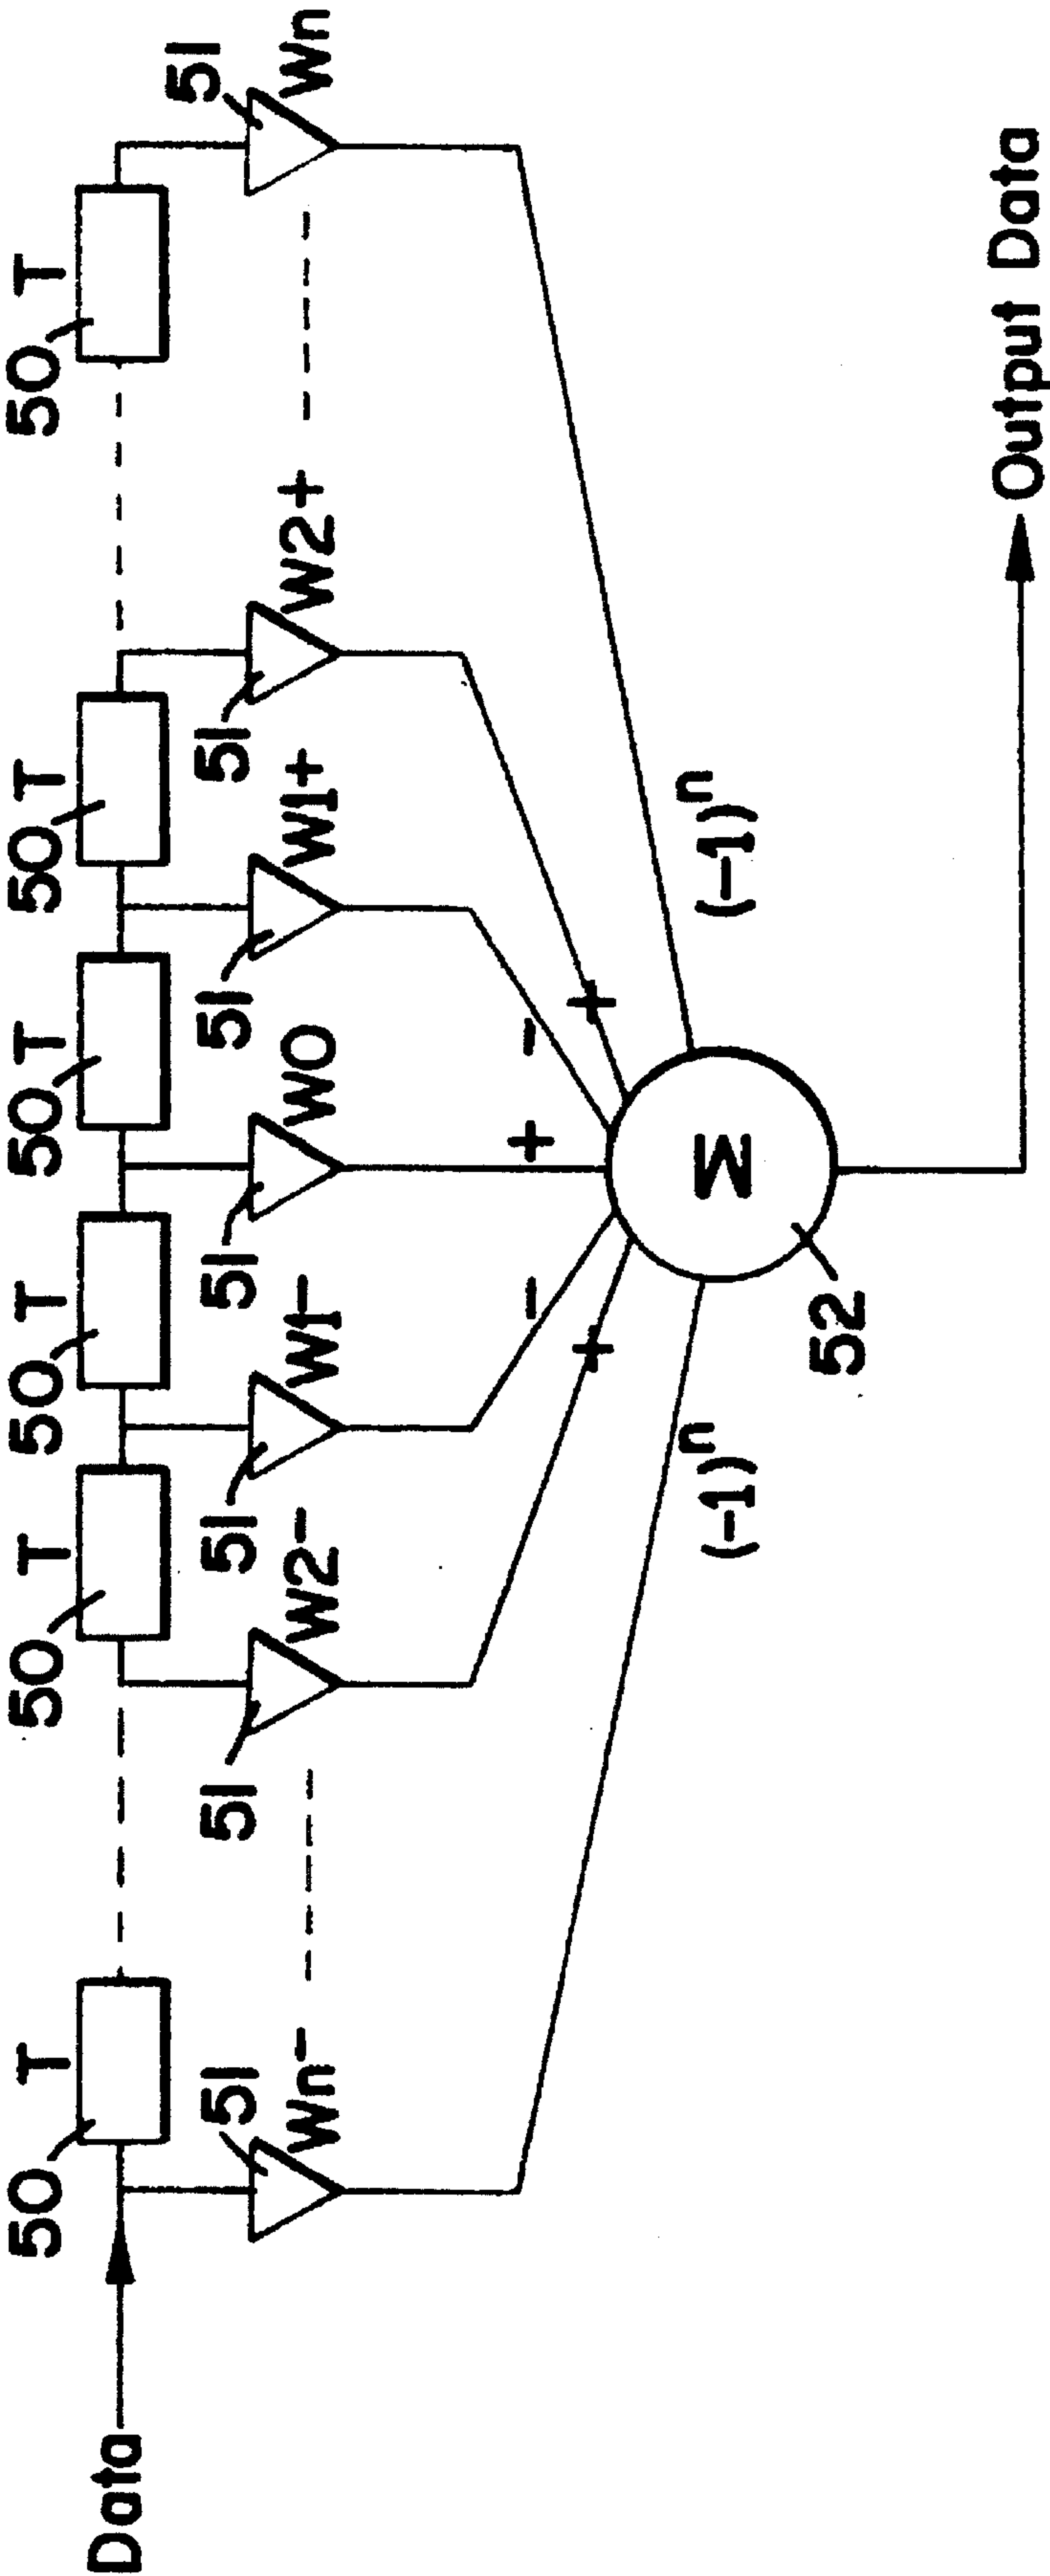 50 T 50 T 50 T 50 T 50 T 50 T
Data
51 51 51 51 51 51 51
Wn- W2- W1- W0 W1+ W2+ Wn
- + -
+ +
(-1)ⁿ (-1)ⁿ
Σ
52
Output Data